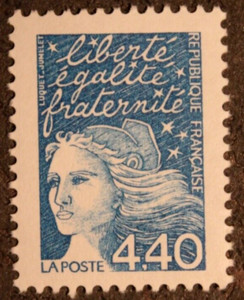 liberté
égalité
fraternité
RÉPUBLIQUE FRANÇAISE
LUQUET-JUMELET
LA POSTE
4,40